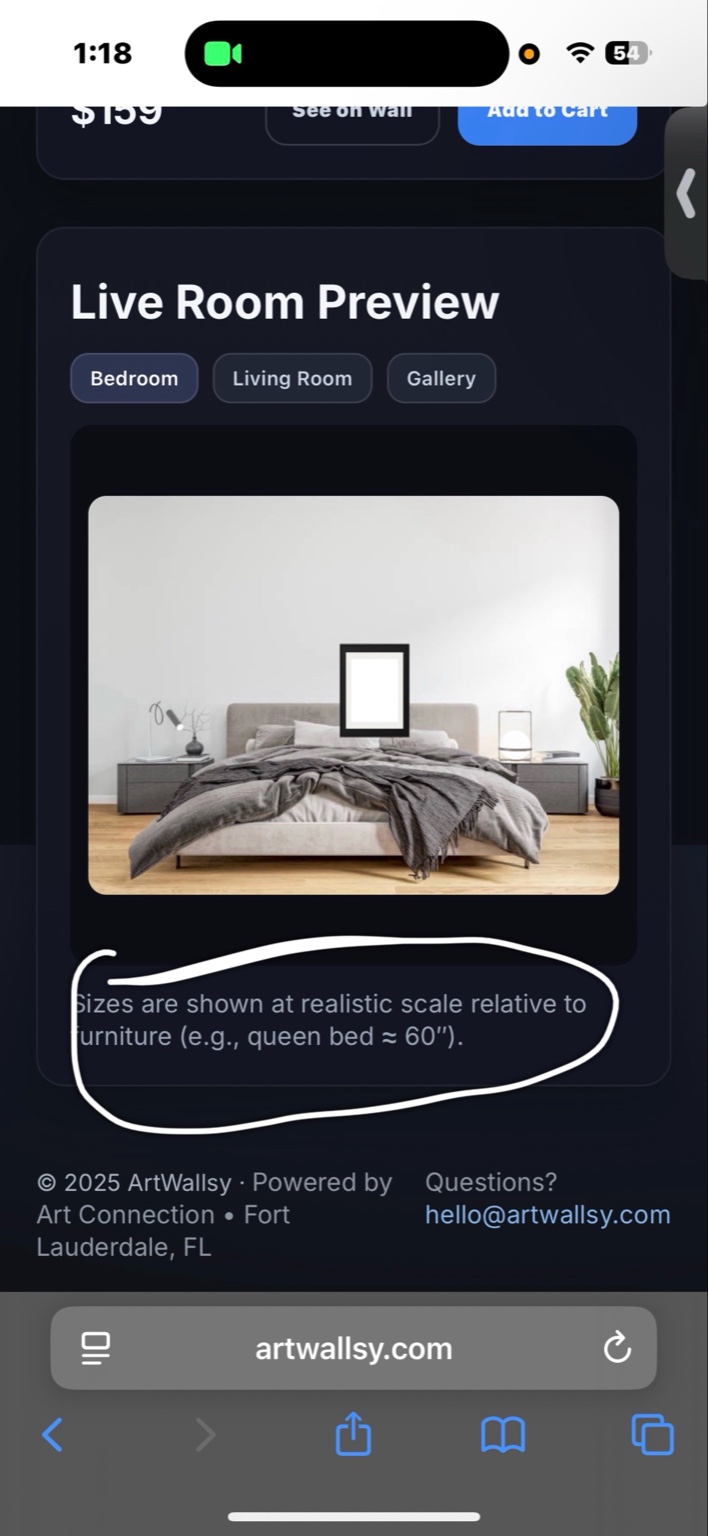 1:18
54
$159
See on Wall
Add to Cart
Live Room Preview
Bedroom
Living Room
Gallery
Sizes are shown at realistic scale relative to
furniture (e.g., queen bed ≈ 60″).
© 2025 ArtWallsy · Powered by
Art Connection • Fort
Lauderdale, FL
Questions?
hello@artwallsy.com
artwallsy.com